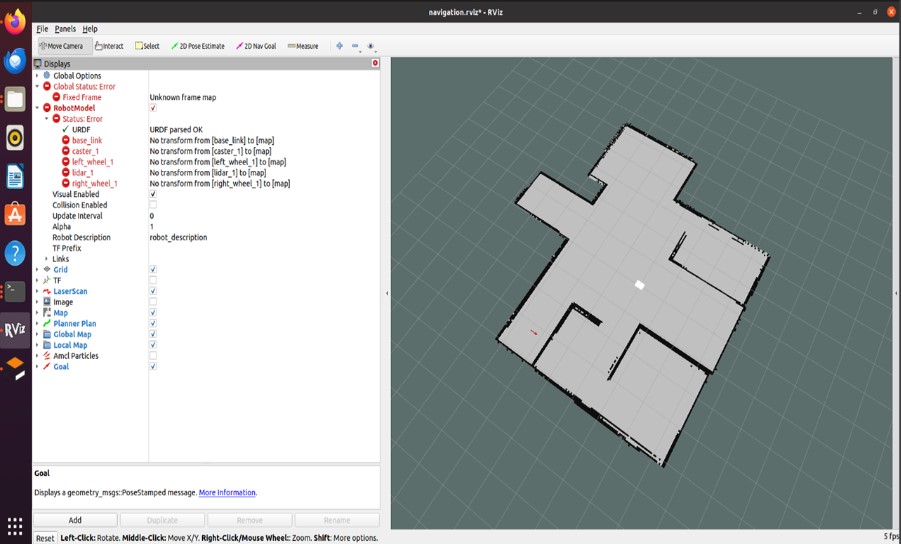 navigation.rviz* - RViz
File Panels Help
Move Camera Interact Select 2D Pose Estimate 2D Nav Goal Measure
Displays
Global Options
Global Status: Error
Fixed Frame Unknown frame map
RobotModel
Status: Error
URDF URDF parsed OK
base_link No transform from [base_link] to [map]
caster_1 No transform from [caster_1] to [map]
left_wheel_1 No transform from [left_wheel_1] to [map]
lidar_1 No transform from [lidar_1] to [map]
right_wheel_1 No transform from [right_wheel_1] to [map]
Visual Enabled
Collision Enabled
Update Interval 0
Alpha 1
Robot Description robot_description
TF Prefix
Links
Grid
TF
LaserScan
Image
Map
Planner Plan
Global Map
Local Map
Amcl Particles
Goal
RViz
Goal
Displays a geometry_msgs::PoseStamped message. More Information.
Add Duplicate Remove Rename
Reset Left-Click: Rotate. Middle-Click: Move X/Y. Right-Click/Mouse Wheel:: Zoom. Shift: More options. 5 fps